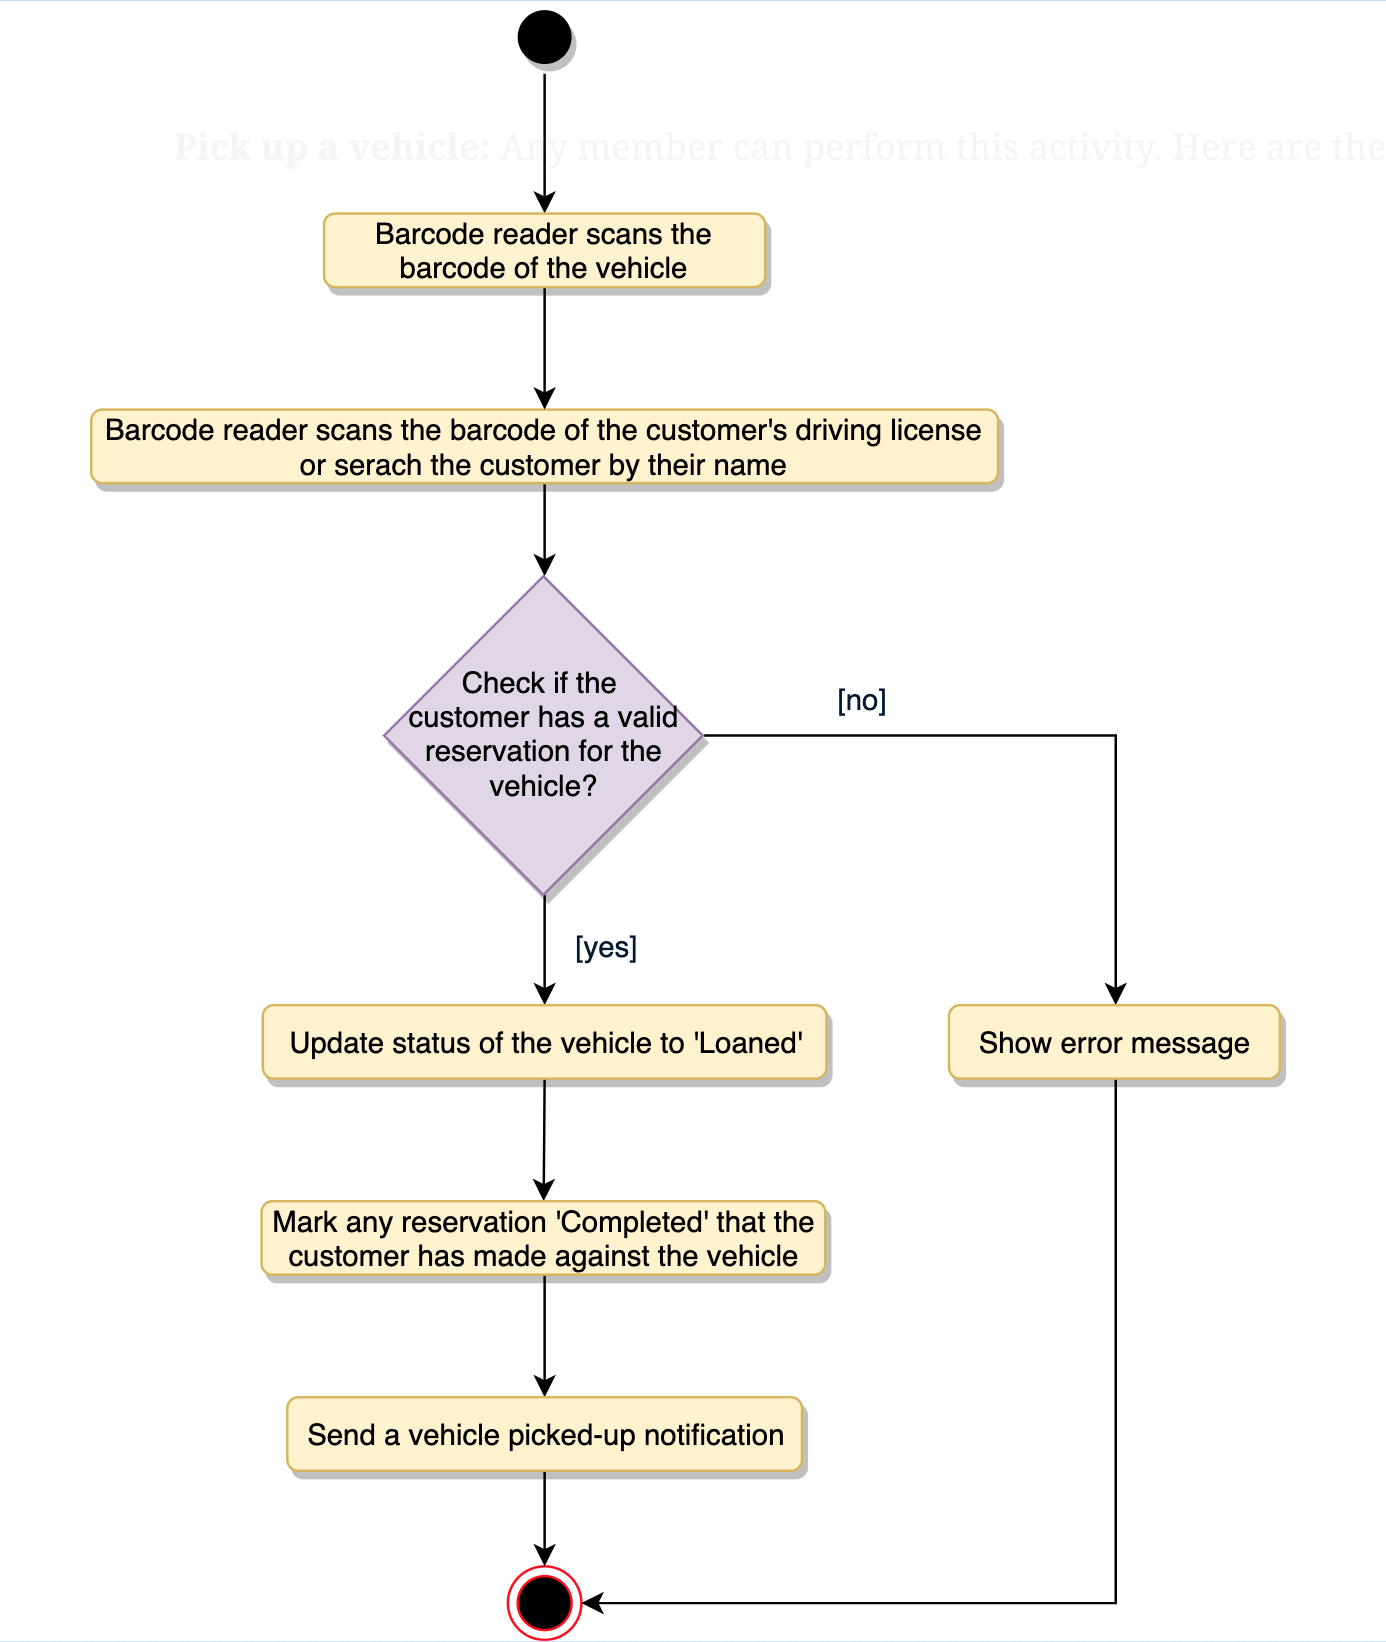 Pick up a vehicle: Any member can perform this activity. Here are the
Barcode reader scans the
barcode of the vehicle
Barcode reader scans the barcode of the customer's driving license
or serach the customer by their name
Check if the
customer has a valid
reservation for the
vehicle?
[no]
[yes]
Update status of the vehicle to 'Loaned'
Show error message
Mark any reservation 'Completed' that the
customer has made against the vehicle
Send a vehicle picked-up notification